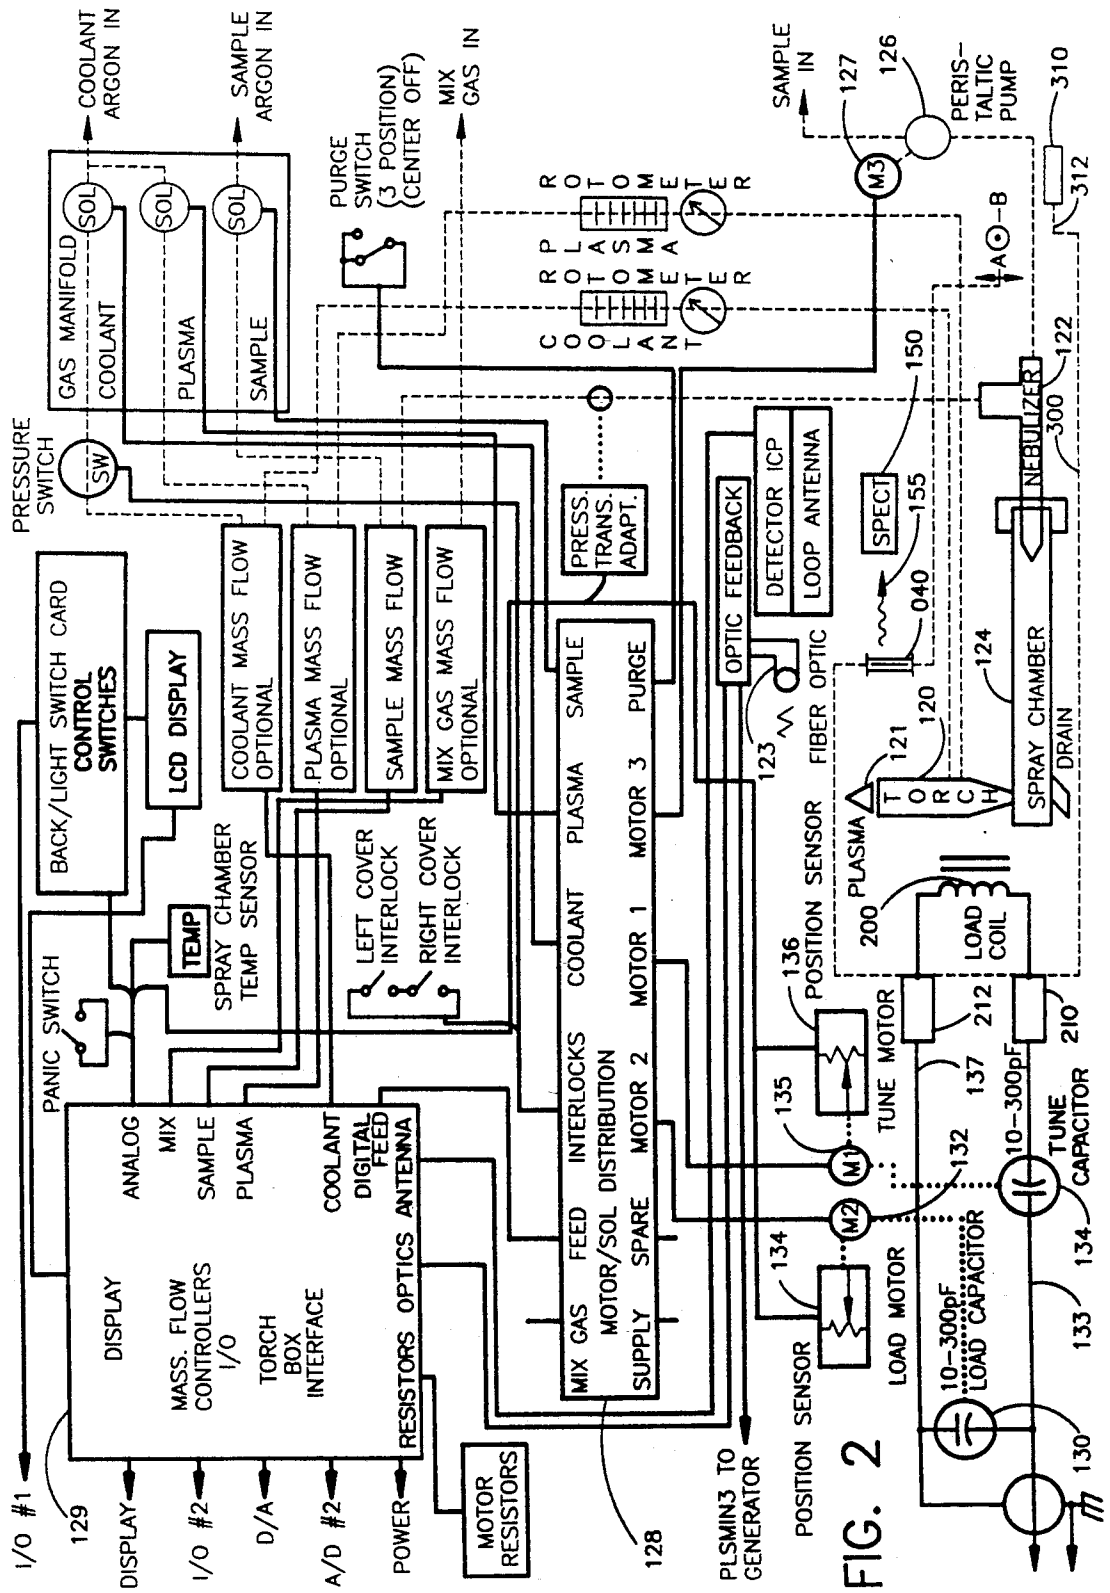 COOLANT
ARGON IN
SAMPLE
ARGON IN
MIX
GAS IN
SAMPLE
IN
127
126
PERIS-
TALTIC
PUMP
M3
310
312
GAS MANIFOLD
COOLANT
PLASMA
SAMPLE
SOL
SOL
SOL
PRESSURE
SWITCH
SW
PURGE
SWITCH
(3 POSITION)
(CENTER OFF)
PLASMA
ROTOMETER
COOLANT
ROTOMETER
A
B
BACK/LIGHT SWITCH CARD
CONTROL
SWITCHES
LCD DISPLAY
COOLANT MASS FLOW
OPTIONAL
PLASMA MASS FLOW
OPTIONAL
SAMPLE MASS FLOW
MIX GAS MASS FLOW
OPTIONAL
PRESS.
TRANS.
ADAPT.
OPTIC FEEDBACK
DETECTOR ICP
LOOP ANTENNA
123
FIBER OPTIC
SPECT
150
155
040
NEBULIZER
122
300
124
SPRAY CHAMBER
DRAIN
120
121
TORCH
PLASMA
PANIC SWITCH
TEMP
SPRAY CHAMBER
TEMP SENSOR
LEFT COVER
INTERLOCK
RIGHT COVER
INTERLOCK
ANALOG
MIX
SAMPLE
PLASMA
COOLANT
DIGITAL
FEED
RESISTORS OPTICS ANTENNA
DISPLAY
MASS. FLOW
CONTROLLERS
I/O
TORCH
BOX
INTERFACE
129
I/O #1
DISPLAY
I/O #2
D/A
A/D #2
POWER
MOTOR
RESISTORS
MIX GAS FEED INTERLOCKS COOLANT PLASMA SAMPLE
MOTOR/SOL DISTRIBUTION
SUPPLY SPARE MOTOR 2 MOTOR 1 MOTOR 3 PURGE
128
PLSMIN3 TO
GENERATOR
POSITION SENSOR
134
M2
132
LOAD MOTOR
M1
135
TUNE MOTOR
136
POSITION SENSOR
200
LOAD
COIL
212
210
137
10-300pF
TUNE
CAPACITOR
134
133
10-300pF
LOAD CAPACITOR
130
FIG. 2